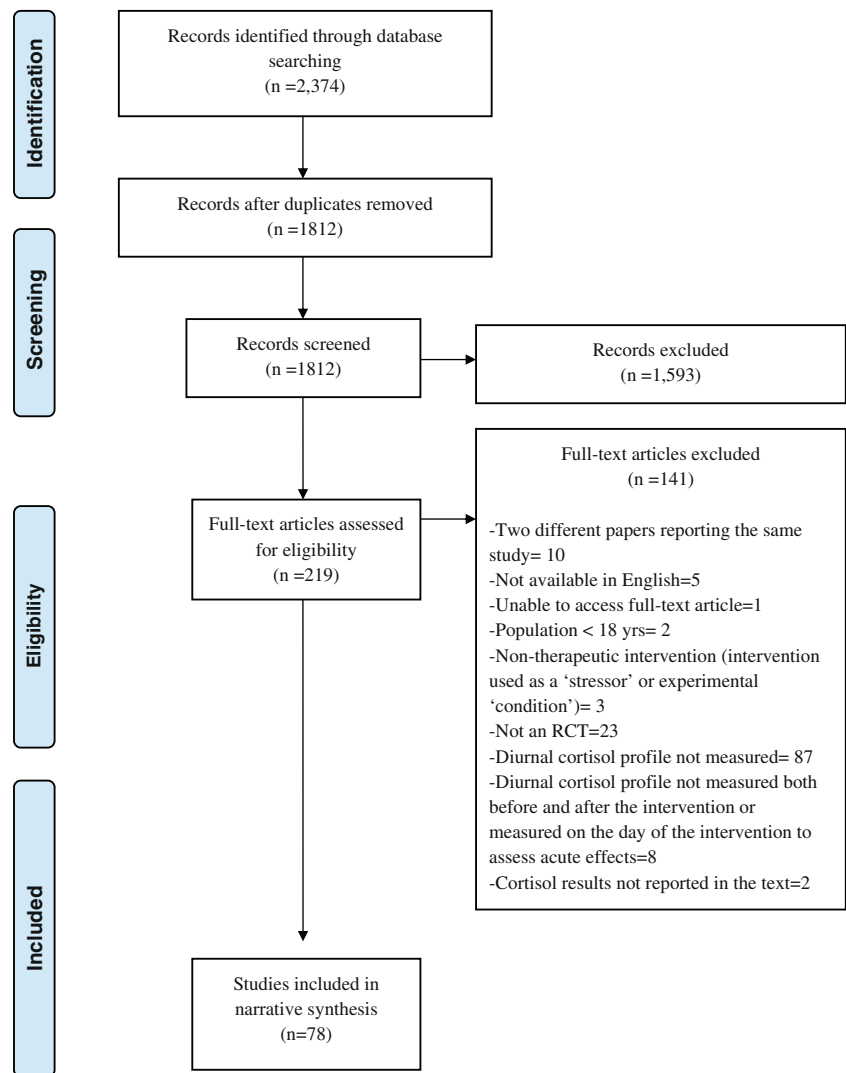 Identification
Records identified through database
searching
(n =2,374)
Records after duplicates removed
(n =1812)
Screening
Records screened
(n =1812)
Records excluded
(n =1,593)
Eligibility
Full-text articles assessed
for eligibility
(n =219)
Full-text articles excluded
(n =141)
-Two different papers reporting the same
study= 10
-Not available in English=5
-Unable to access full-text article=1
-Population < 18 yrs= 2
-Non-therapeutic intervention (intervention
used as a ‘stressor’ or experimental
‘condition’)= 3
-Not an RCT=23
-Diurnal cortisol profile not measured= 87
-Diurnal cortisol profile not measured both
before and after the intervention or
measured on the day of the intervention to
assess acute effects=8
-Cortisol results not reported in the text=2
Included
Studies included in
narrative synthesis
(n=78)